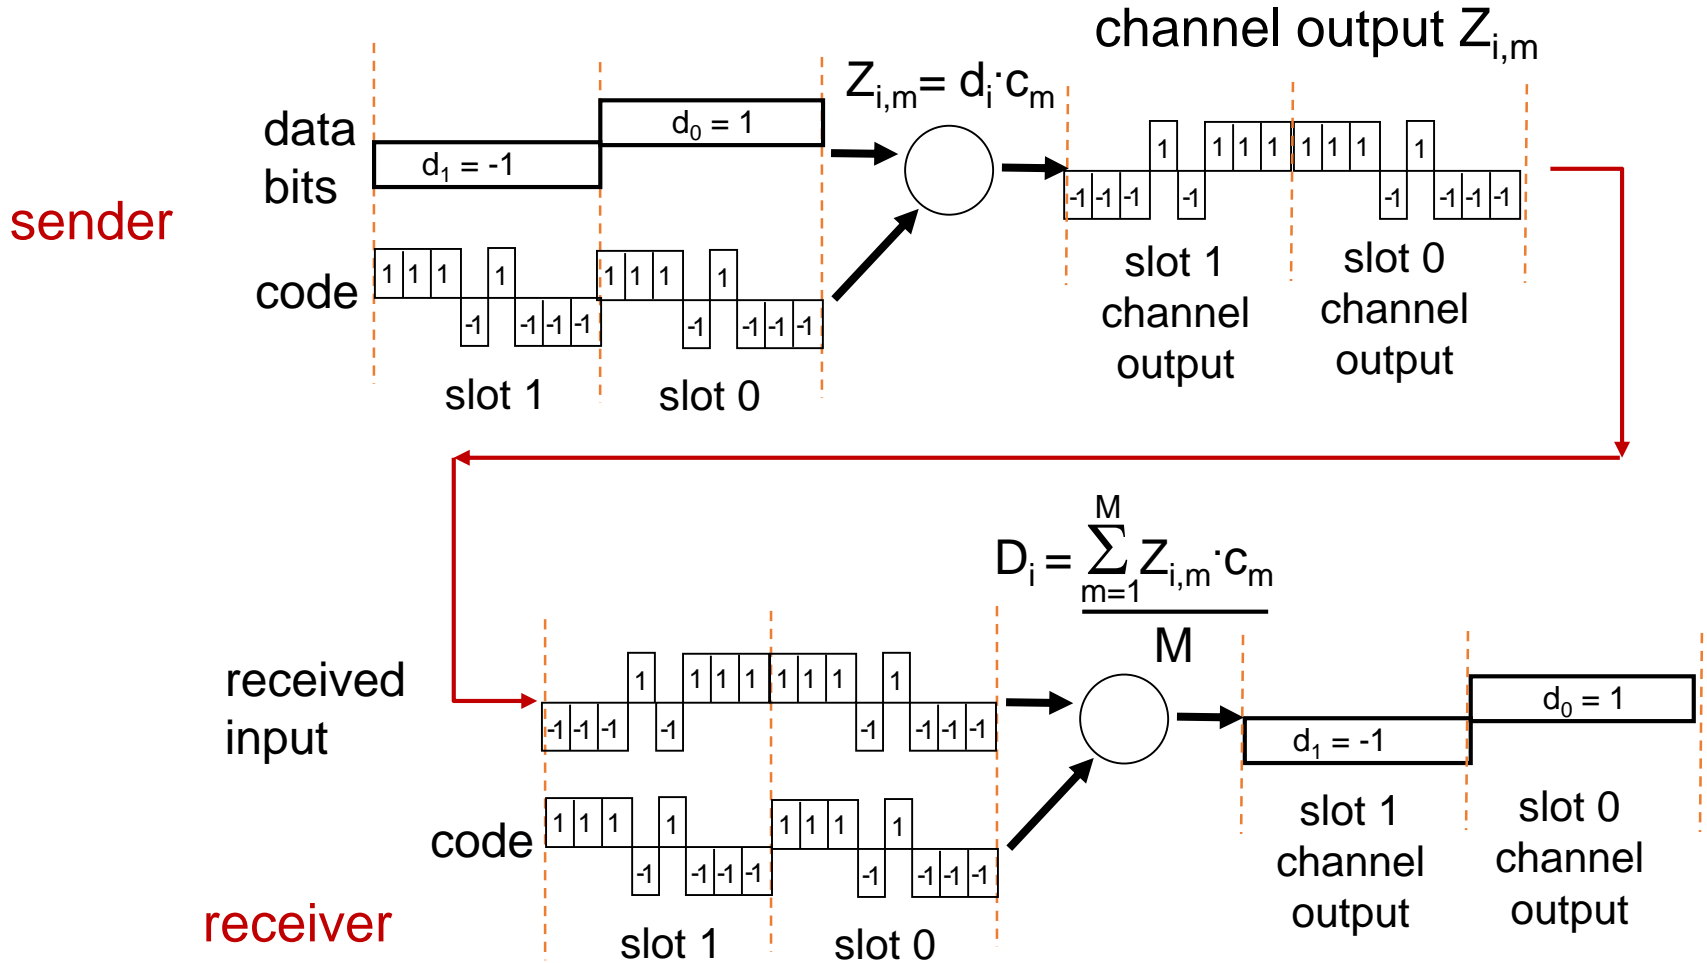 channel output Z_i,m
Z_i,m = d_i·c_m
data bits
d_0 = 1
d_1 = -1
sender
1 1 1 -1 1 -1 -1 -1
1 1 1 -1 1 -1 -1 -1
code
slot 1
slot 0
-1 -1 -1 1 -1 1 1 1
1 1 1 -1 1 -1 -1 -1
slot 1
channel
output
slot 0
channel
output
D_i = Σ_{m=1}^{M} Z_i,m·c_m
M
received
input
-1 -1 -1 1 -1 1 1 1
1 1 1 -1 1 -1 -1 -1
code
1 1 1 -1 1 -1 -1 -1
1 1 1 -1 1 -1 -1 -1
slot 1
slot 0
receiver
d_0 = 1
d_1 = -1
slot 1
channel
output
slot 0
channel
output